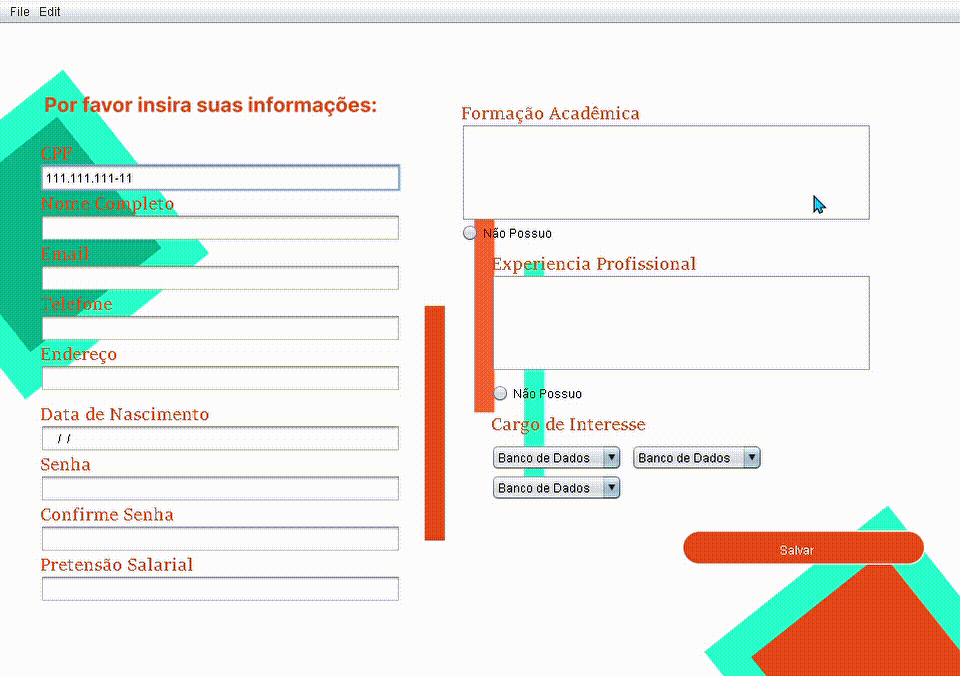 File Edit
Por favor insira suas informações:
CPF
111.111.111-11
Nome Completo
Email
Telefone
Endereço
Data de Nascimento
/ /
Senha
Confirme Senha
Pretensão Salarial
Formação Acadêmica
Não Possuo
Experiencia Profissional
Não Possuo
Cargo de Interesse
Banco de Dados Banco de Dados
Banco de Dados
Salvar